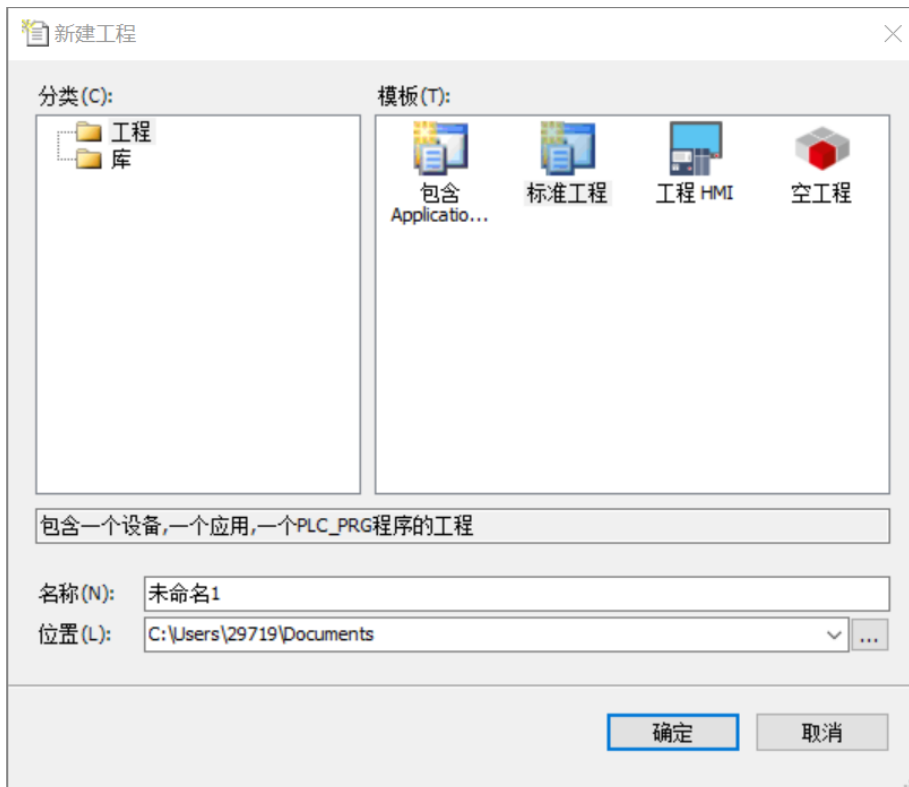 新建工程
分类(C):
工程
库
模板(T):
包含
Applicatio...
标准工程
工程 HMI
空工程
包含一个设备,一个应用,一个PLC_PRG程序的工程
名称(N):
未命名1
位置(L):
C:\Users\29719\Documents
...
确定
取消